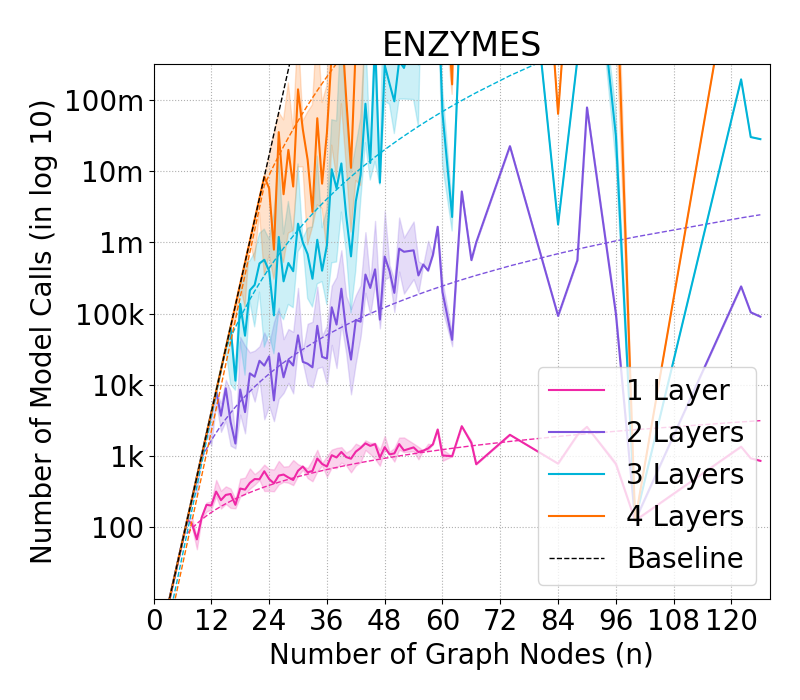 ENZYMES
Number of Model Calls (in log 10)
100m
10m
1m
100k
10k
1k
100
1 Layer
2 Layers
3 Layers
4 Layers
Baseline
0 12 24 36 48 60 72 84 96 108 120
Number of Graph Nodes (n)